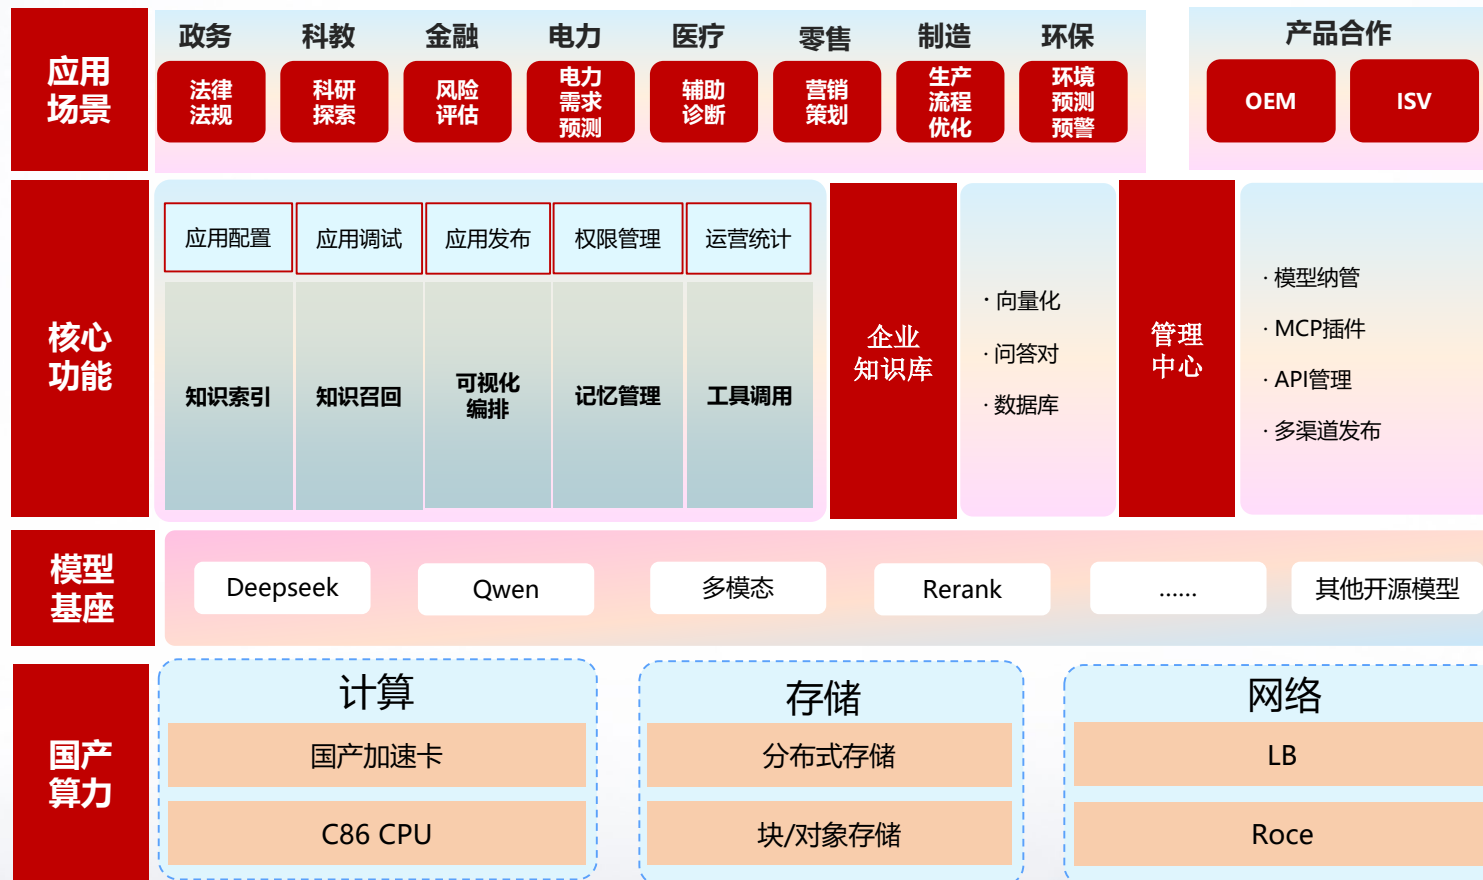 应用
场景
政务
科教
金融
电力
医疗
零售
制造
环保
产品合作
法律
法规
科研
探索
风险
评估
电力
需求
预测
辅助
诊断
营销
策划
生产
流程
优化
环境
预测
预警
OEM
ISV
核心
功能
应用配置
应用调试
应用发布
权限管理
运营统计
知识索引
知识召回
可视化
编排
记忆管理
工具调用
企业
知识库
· 向量化
· 问答对
· 数据库
管理
中心
· 模型纳管
· MCP插件
· API管理
· 多渠道发布
模型
基座
Deepseek
Qwen
多模态
Rerank
......
其他开源模型
国产
算力
计算
国产加速卡
C86 CPU
存储
分布式存储
块/对象存储
网络
LB
Roce